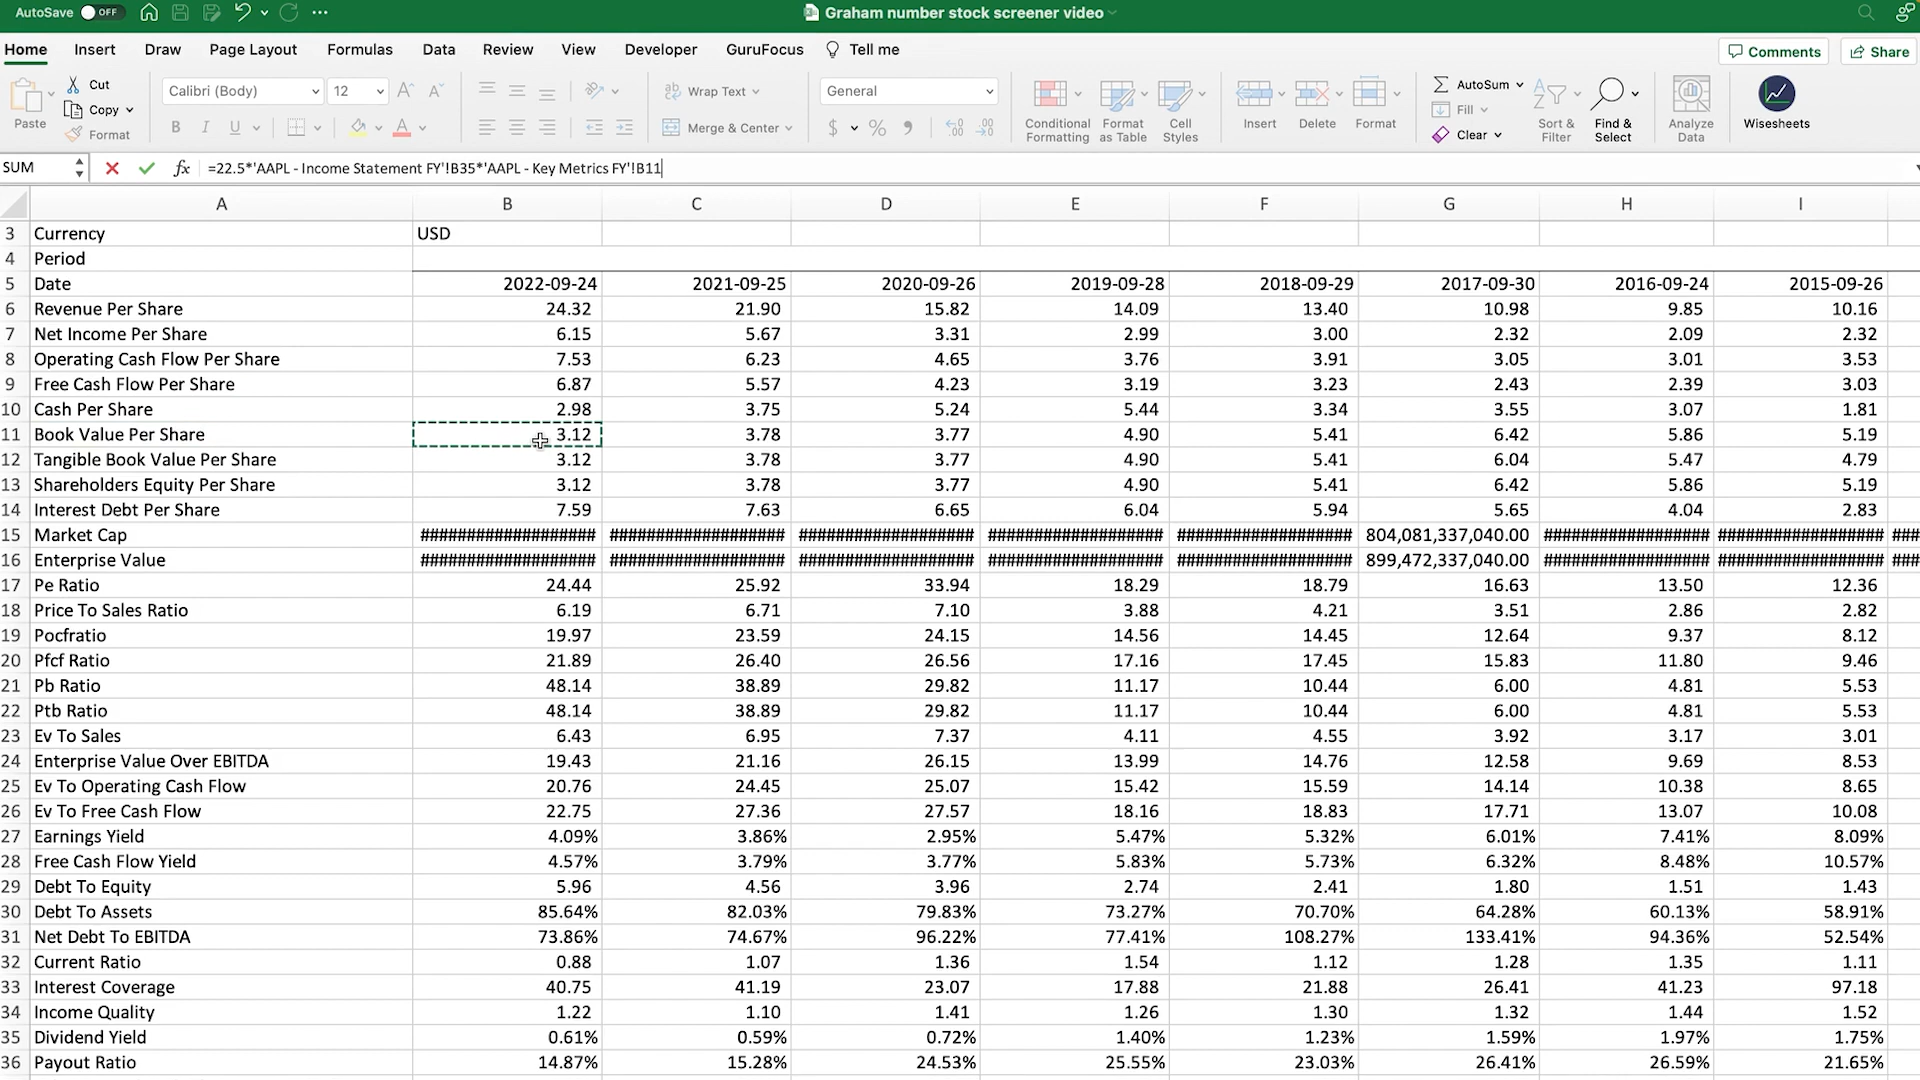 AutoSave OFF
Graham number stock screener video
Home Insert Draw Page Layout Formulas Data Review View Developer GuruFocus Tell me Comments Share
Paste Cut Copy Format
Calibri (Body) 12
B I U
Wrap Text
Merge & Center
General
$ %
Conditional Formatting
Format as Table
Cell Styles
Insert Delete Format
AutoSum
Fill
Clear
Sort & Filter
Find & Select
Analyze Data
Wisesheets
SUM fx =22.5*'AAPL - Income Statement FY'!B35*'AAPL - Key Metrics FY'!B11
A B C D E F G H I
3 Currency USD
4 Period
5 Date 2022-09-24 2021-09-25 2020-09-26 2019-09-28 2018-09-29 2017-09-30 2016-09-24 2015-09-26
6 Revenue Per Share 24.32 21.90 15.82 14.09 13.40 10.98 9.85 10.16
7 Net Income Per Share 6.15 5.67 3.31 2.99 3.00 2.32 2.09 2.32
8 Operating Cash Flow Per Share 7.53 6.23 4.65 3.76 3.91 3.05 3.01 3.53
9 Free Cash Flow Per Share 6.87 5.57 4.23 3.19 3.23 2.43 2.39 3.03
10 Cash Per Share 2.98 3.75 5.24 5.44 3.34 3.55 3.07 1.81
11 Book Value Per Share 3.12 3.78 3.77 4.90 5.41 6.42 5.86 5.19
12 Tangible Book Value Per Share 3.12 3.78 3.77 4.90 5.41 6.04 5.47 4.79
13 Shareholders Equity Per Share 3.12 3.78 3.77 4.90 5.41 6.42 5.86 5.19
14 Interest Debt Per Share 7.59 7.63 6.65 6.04 5.94 5.65 4.04 2.83
15 Market Cap ################### ################### ################### ################### ################### 804,081,337,040.00 ################## ################## ###
16 Enterprise Value ################### ################### ################### ################### ################### 899,472,337,040.00 ################## ################## ###
17 Pe Ratio 24.44 25.92 33.94 18.29 18.79 16.63 13.50 12.36
18 Price To Sales Ratio 6.19 6.71 7.10 3.88 4.21 3.51 2.86 2.82
19 Pocfratio 19.97 23.59 24.15 14.56 14.45 12.64 9.37 8.12
20 Pfcf Ratio 21.89 26.40 26.56 17.16 17.45 15.83 11.80 9.46
21 Pb Ratio 48.14 38.89 29.82 11.17 10.44 6.00 4.81 5.53
22 Ptb Ratio 48.14 38.89 29.82 11.17 10.44 6.00 4.81 5.53
23 Ev To Sales 6.43 6.95 7.37 4.11 4.55 3.92 3.17 3.01
24 Enterprise Value Over EBITDA 19.43 21.16 26.15 13.99 14.76 12.58 9.69 8.53
25 Ev To Operating Cash Flow 20.76 24.45 25.07 15.42 15.59 14.14 10.38 8.65
26 Ev To Free Cash Flow 22.75 27.36 27.57 18.16 18.83 17.71 13.07 10.08
27 Earnings Yield 4.09% 3.86% 2.95% 5.47% 5.32% 6.01% 7.41% 8.09%
28 Free Cash Flow Yield 4.57% 3.79% 3.77% 5.83% 5.73% 6.32% 8.48% 10.57%
29 Debt To Equity 5.96 4.56 3.96 2.74 2.41 1.80 1.51 1.43
30 Debt To Assets 85.64% 82.03% 79.83% 73.27% 70.70% 64.28% 60.13% 58.91%
31 Net Debt To EBITDA 73.86% 74.67% 96.22% 77.41% 108.27% 133.41% 94.36% 52.54%
32 Current Ratio 0.88 1.07 1.36 1.54 1.12 1.28 1.35 1.11
33 Interest Coverage 40.75 41.19 23.07 17.88 21.88 26.41 41.23 97.18
34 Income Quality 1.22 1.10 1.41 1.26 1.30 1.32 1.44 1.52
35 Dividend Yield 0.61% 0.59% 0.72% 1.40% 1.23% 1.59% 1.97% 1.75%
36 Payout Ratio 14.87% 15.28% 24.53% 25.55% 23.03% 26.41% 26.59% 21.65%